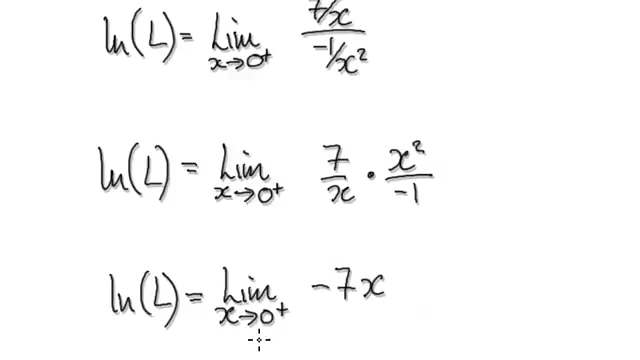 ln(L) = Lim x→0⁺ 7/x / -1/x²
ln(L) = Lim x→0⁺ 7/x · x²/-1
ln(L) = Lim x→0⁺ -7x